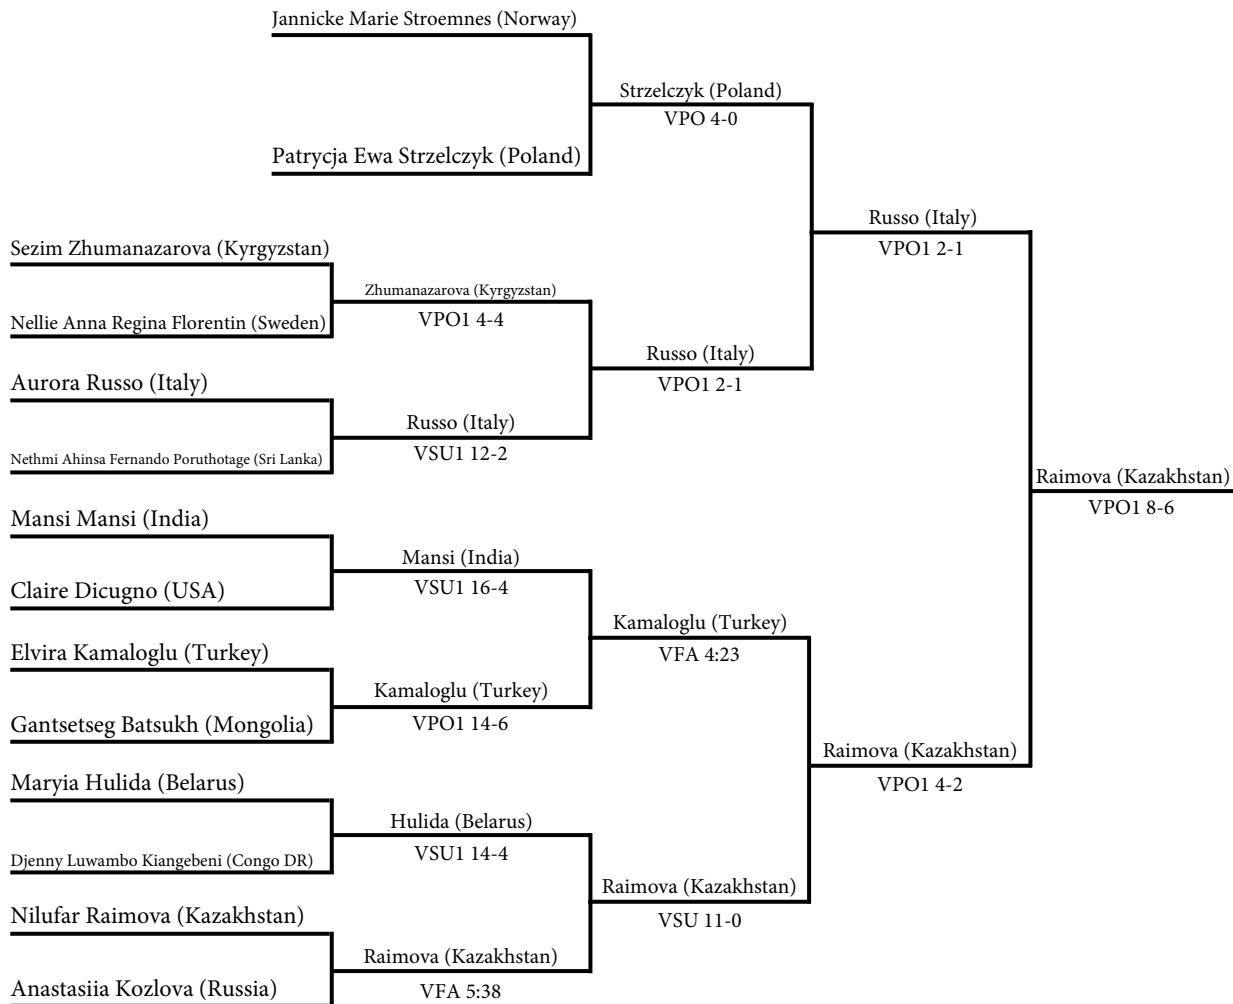 Jannicke Marie Stroemnes (Norway)
Strzelczyk (Poland)
VPO 4-0
Patrycja Ewa Strzelczyk (Poland)
Russo (Italy)
VPO1 2-1
Sezim Zhumanazarova (Kyrgyzstan)
Zhumanazarova (Kyrgyzstan)
VPO1 4-4
Nellie Anna Regina Florentin (Sweden)
Russo (Italy)
VPO1 2-1
Aurora Russo (Italy)
Russo (Italy)
VSU1 12-2
Nethmi Ahinsa Fernando Poruthotage (Sri Lanka)
Raimova (Kazakhstan)
VPO1 8-6
Mansi Mansi (India)
Mansi (India)
VSU1 16-4
Claire Dicugno (USA)
Kamaloglu (Turkey)
VFA 4:23
Elvira Kamaloglu (Turkey)
Kamaloglu (Turkey)
VPO1 14-6
Gantsetseg Batsukh (Mongolia)
Raimova (Kazakhstan)
VPO1 4-2
Maryia Hulida (Belarus)
Hulida (Belarus)
VSU1 14-4
Djenny Luwambo Kiangebeni (Congo DR)
Raimova (Kazakhstan)
VSU 11-0
Nilufar Raimova (Kazakhstan)
Raimova (Kazakhstan)
VFA 5:38
Anastasiia Kozlova (Russia)